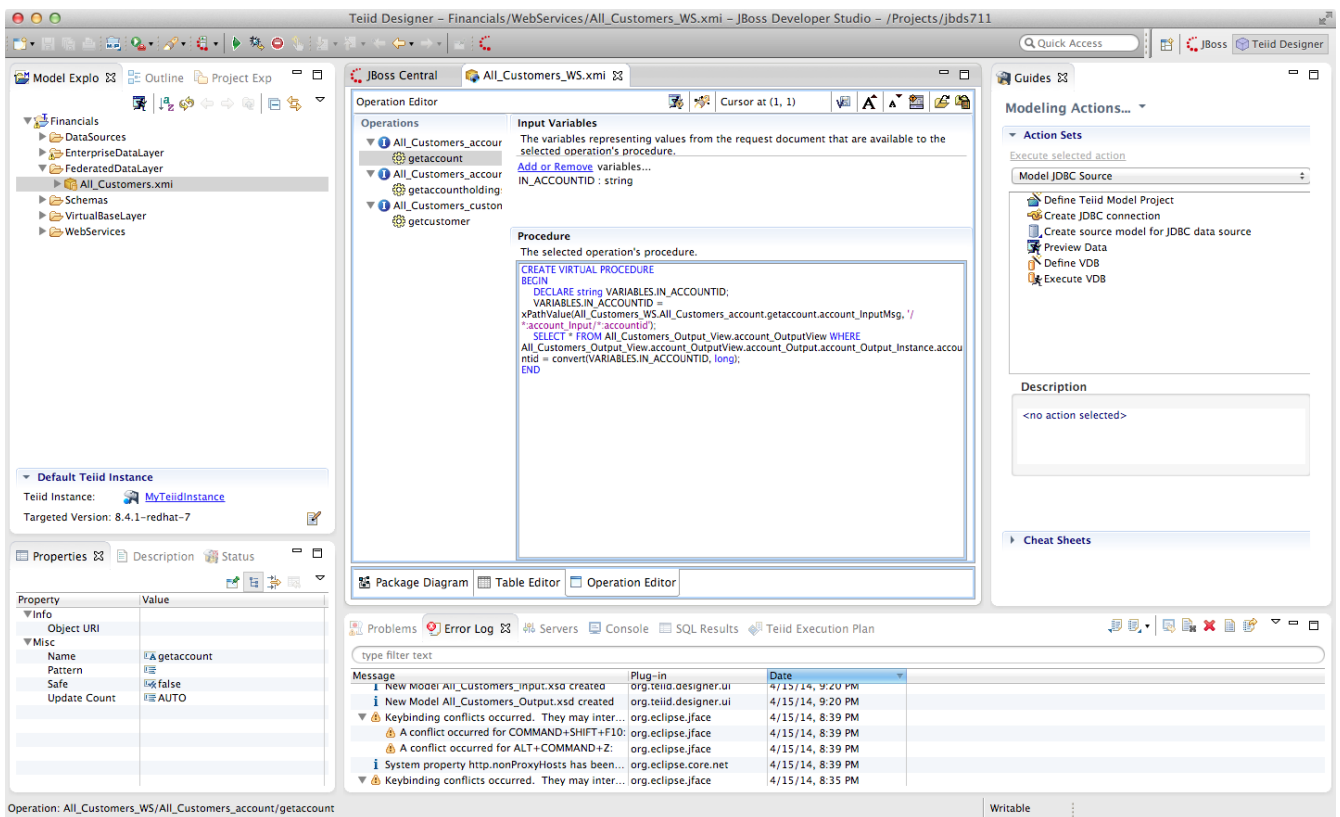 Teiid Designer – Financials/WebServices/All_Customers_WS.xmi – JBoss Developer Studio – /Projects/jbds711
Quick Access
JBoss
Teiid Designer
Model Explo
Outline
Project Exp
Financials
DataSources
EnterpriseDataLayer
FederatedDataLayer
All_Customers.xmi
Schemas
VirtualBaseLayer
WebServices
Default Teiid Instance
Teiid Instance: MyTeiidInstance
Targeted Version: 8.4.1-redhat-7
Properties
Description
Status
Property Value
Info
Object URI
Misc
Name getaccount
Pattern
Safe false
Update Count AUTO
JBoss Central
All_Customers_WS.xmi
Operation Editor
Cursor at (1, 1)
Operations
All_Customers_accour
getaccount
All_Customers_accour
getaccountholding
All_Customers_custon
getcustomer
Input Variables
The variables representing values from the request document that are available to the
selected operation's procedure.
Add or Remove variables...
IN_ACCOUNTID : string
Procedure
The selected operation's procedure.
CREATE VIRTUAL PROCEDURE
BEGIN
DECLARE string VARIABLES.IN_ACCOUNTID;
VARIABLES.IN_ACCOUNTID =
xPathValue(All_Customers_WS.All_Customers_account.getaccount.account_InputMsg, '/
*:account_Input/*:accountid');
SELECT * FROM All_Customers_Output_View.account_OutputView WHERE
All_Customers_Output_View.account_OutputView.account_Output.account_Output_Instance.accou
ntid = convert(VARIABLES.IN_ACCOUNTID, long);
END
Package Diagram
Table Editor
Operation Editor
Guides
Modeling Actions...
Action Sets
Execute selected action
Model JDBC Source
Define Teiid Model Project
Create JDBC connection
Create source model for JDBC data source
Preview Data
Define VDB
Execute VDB
Description
<no action selected>
Cheat Sheets
Problems
Error Log
Servers
Console
SQL Results
Teiid Execution Plan
type filter text
Message Plug-in Date
New Model All_Customers_Input.xsd created org.teiid.designer.ui 4/15/14, 9:20 PM
New Model All_Customers_Output.xsd created org.teiid.designer.ui 4/15/14, 9:20 PM
Keybinding conflicts occurred. They may inter... org.eclipse.jface 4/15/14, 8:39 PM
A conflict occurred for COMMAND+SHIFT+F10: org.eclipse.jface 4/15/14, 8:39 PM
A conflict occurred for ALT+COMMAND+Z: org.eclipse.jface 4/15/14, 8:39 PM
System property http.nonProxyHosts has been... org.eclipse.core.net 4/15/14, 8:39 PM
Keybinding conflicts occurred. They may inter... org.eclipse.jface 4/15/14, 8:35 PM
Operation: All_Customers_WS/All_Customers_account/getaccount
Writable